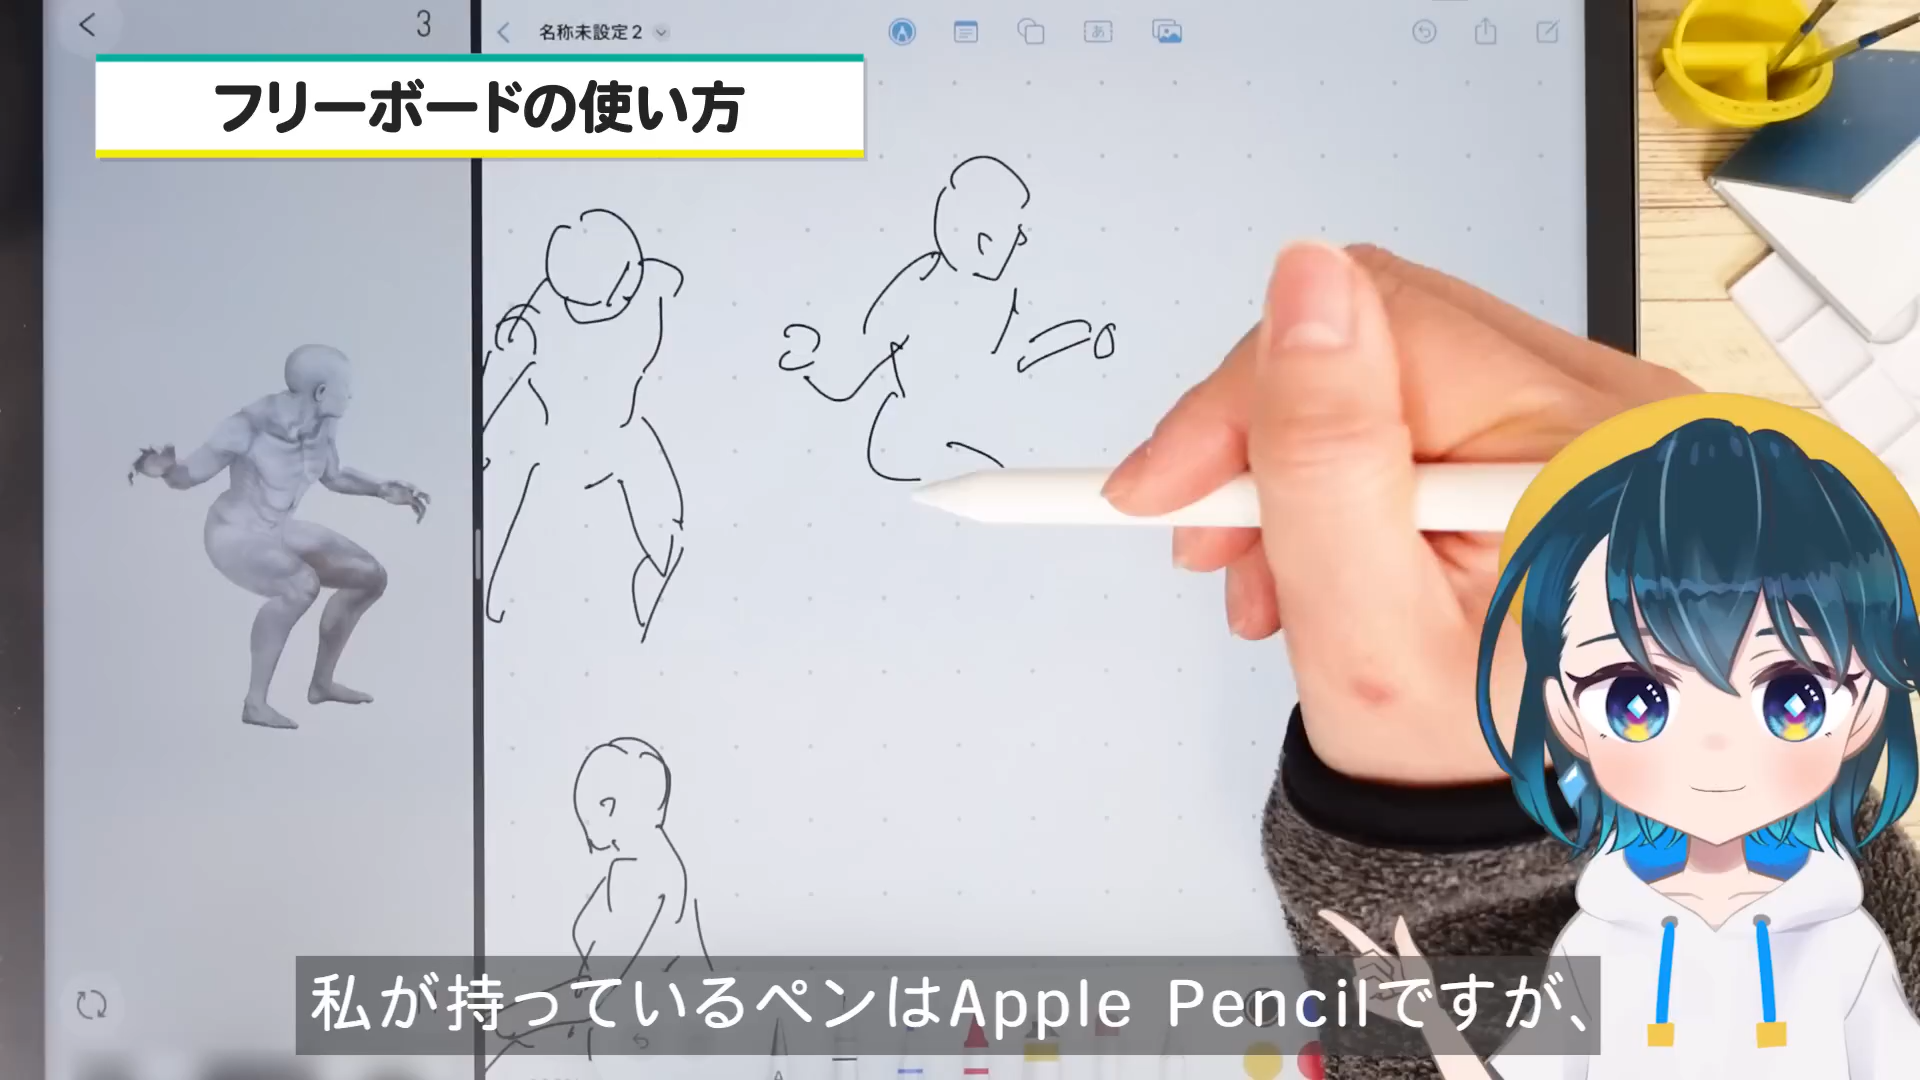 3
名称未設定 2
あ
フリーボードの使い方
私が持っているペンはApple Pencilですが、